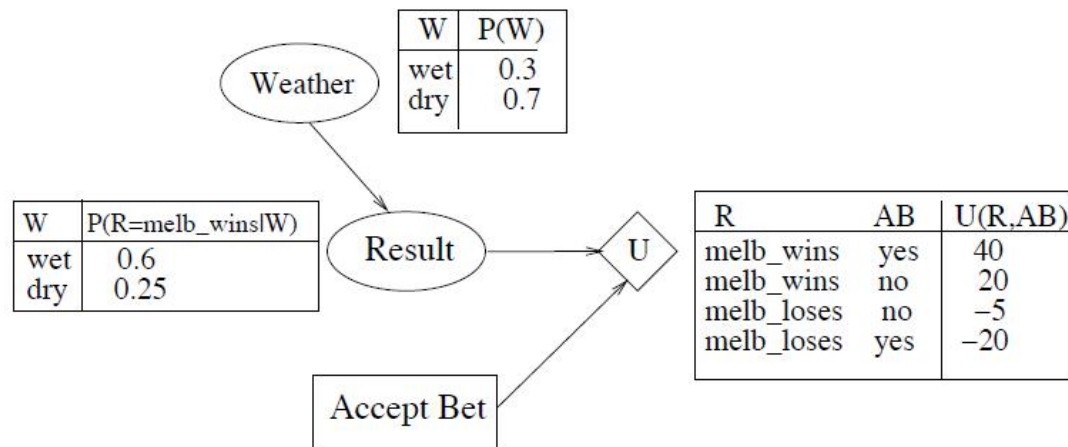 W P(W)
wet 0.3
dry 0.7
Weather
W P(R=melb_wins|W)
wet 0.6
dry 0.25
Result
U
R AB U(R,AB)
melb_wins yes 40
melb_wins no 20
melb_loses no −5
melb_loses yes −20
Accept Bet